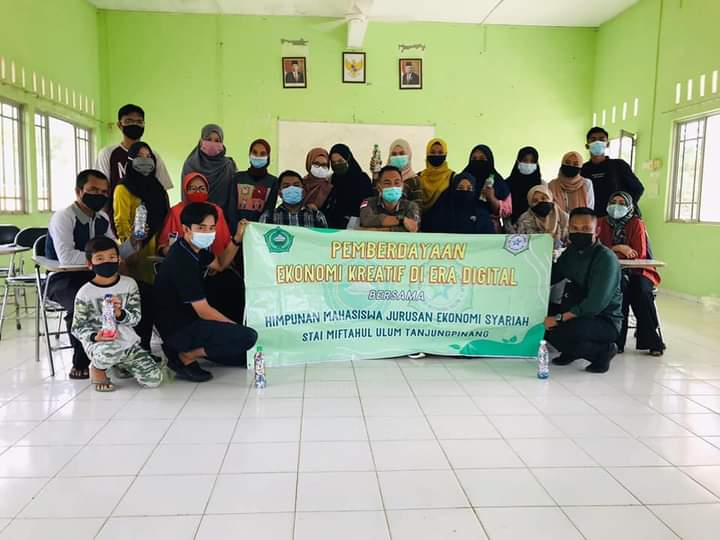 PEMBERDAYAAN
EKONOMI KREATIF DI ERA DIGITAL
BERSAMA
HIMPUNAN MAHASISWA JURUSAN EKONOMI SYARIAH
STAI MIFTAHUL ULUM TANJUNGPINANG